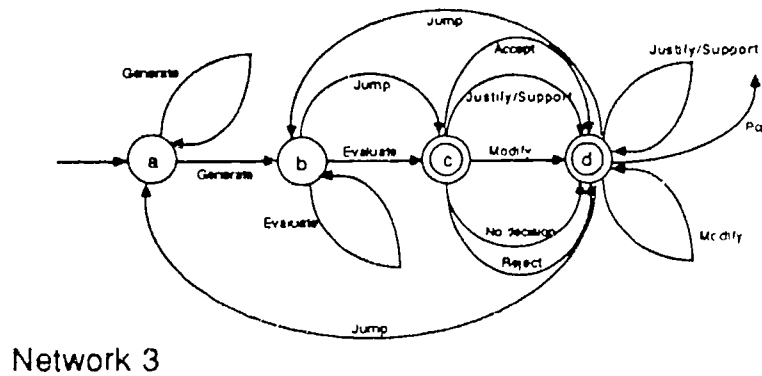 Jump
Accept
Justify/Support
Generate
Jump
Justify/Support
Pa
a
b
Evaluate
c
Modify
d
Generate
Evaluate
No decision
Modify
Reject
Jump
Network 3